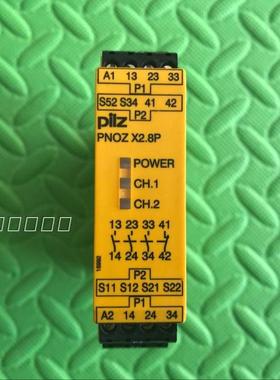 A1 13 23 33
P1
S52 S34 41 42
P2
pilz
PNOZ X2.8P
POWER
CH.1
CH.2
13 23 33 41
14 24 34 42
P2
S11 S12 S21 S22
P1
A2 14 24 34